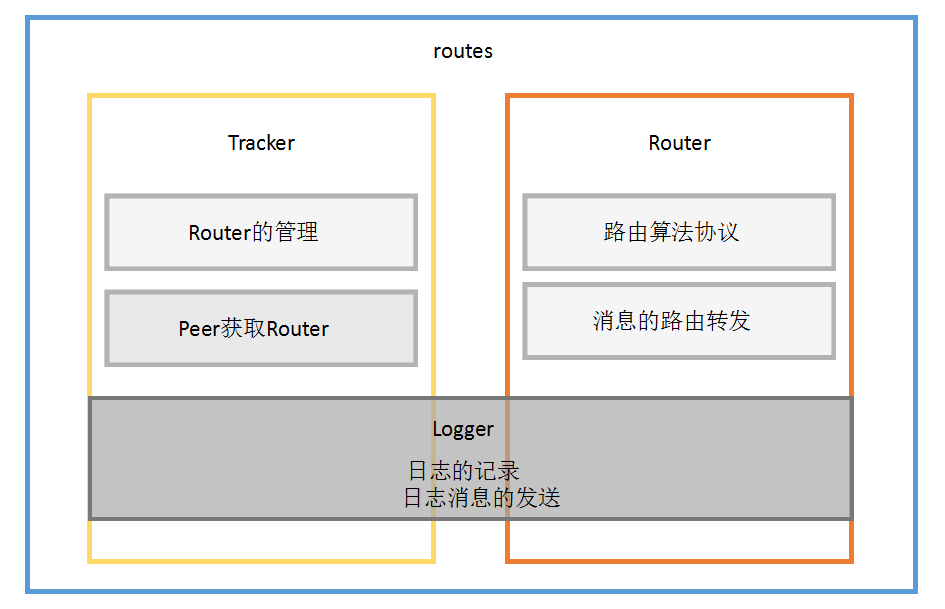 routes
Tracker
Router的管理
Peer获取Router
Router
路由算法协议
消息的路由转发
Logger
日志的记录
日志消息的发送